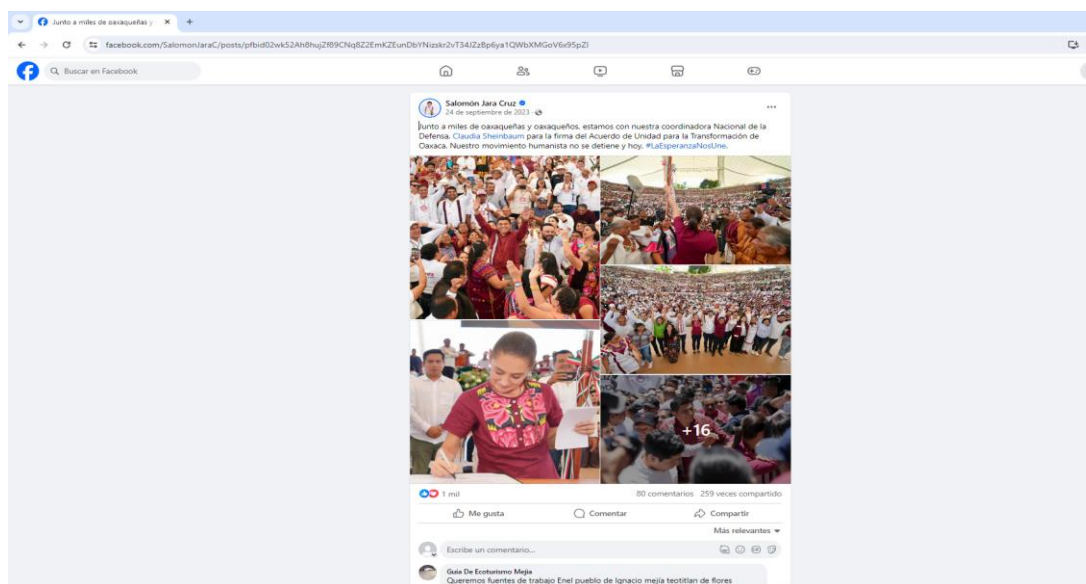 Junto a miles de oaxaqueñas y
facebook.com/SalomonJaraC/posts/
Buscar en Facebook
Salomón Jara Cruz
24 de septiembre de 2023
Junto a miles de oaxaqueñas y oaxaqueños, estamos con nuestra coordinadora Nacional de la
Defensa, Claudia Sheinbaum para la firma del Acuerdo de Unidad para la Transformación de
Oaxaca. Nuestro movimiento humanista no se detiene y hoy, #LaEsperanzaNosUne.
+16
1 mil
80 comentarios 259 veces compartido
Me gusta Comentar Compartir
Más relevantes
Escribe un comentario...
Guia De Ecoturismo Mejia
Queremos fuentes de trabajo Enel pueblo de Ignacio mejía teotitlan de flores